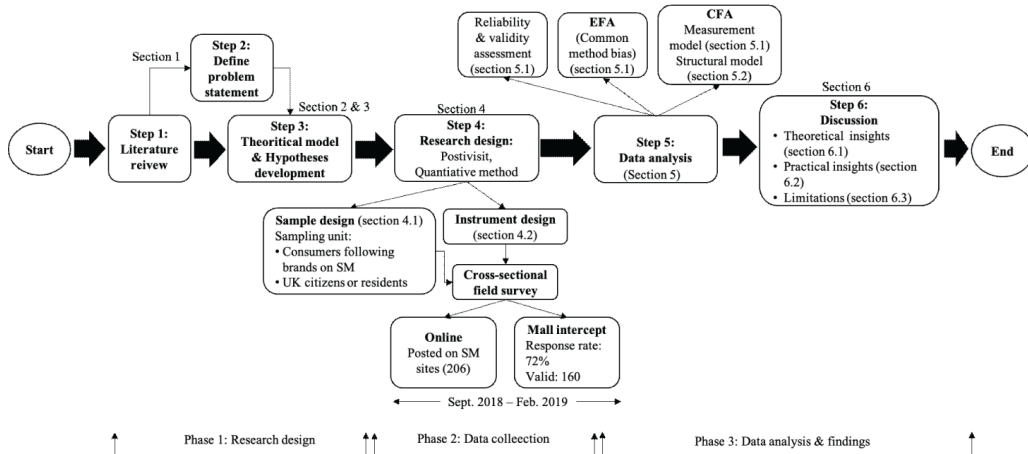 Reliability
& validity
assessment
(section 5.1)
EFA
(Common
method bias)
(section 5.1)
CFA
Measurement
model (section 5.1)
Structural model
(section 5.2)
Section 1
Step 2:
Define
problem
statement
Section 2 & 3
Section 4
Section 6
Start
Step 1:
Literature
reivew
Step 3:
Theoritical model
& Hypotheses
development
Step 4:
Research design:
Postivisit,
Quantiative method
Step 5:
Data analysis
(Section 5)
Step 6:
Discussion
• Theoretical insights
(section 6.1)
• Practical insights (section
6.2)
• Limitations (section 6.3)
End
Sample design (section 4.1)
Sampling unit:
• Consumers following
brands on SM
• UK citizens or residents
Instrument design
(section 4.2)
Cross-sectional
field survey
Online
Posted on SM
sites (206)
Mall intercept
Response rate:
72%
Valid: 160
Sept. 2018 – Feb. 2019
Phase 1: Research design
Phase 2: Data colleection
Phase 3: Data analysis & findings